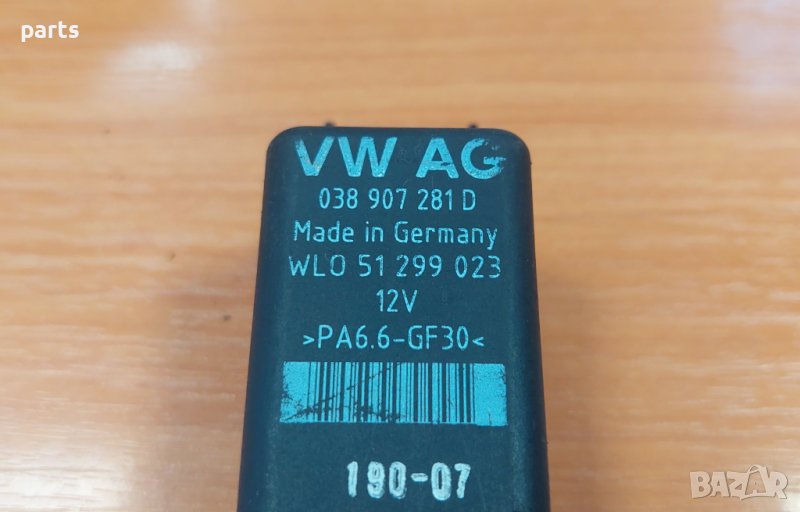 parts
VW AG
038 907 281 D
Made in Germany
WLO 51 299 023
12V
>PA6.6-GF30<
190-07
BAZAR